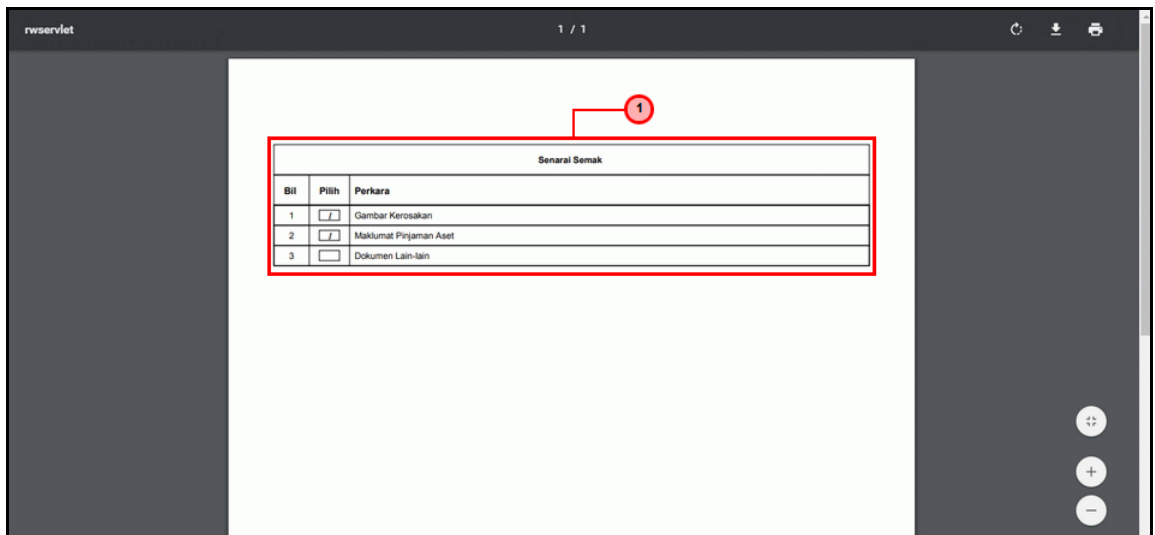 rwservlet 1 / 1
1
Senarai Semak
Bil Pilih Perkara
1 / Gambar Kerosakan
2 / Maklumat Pinjaman Aset
3 Dokumen Lain-lain